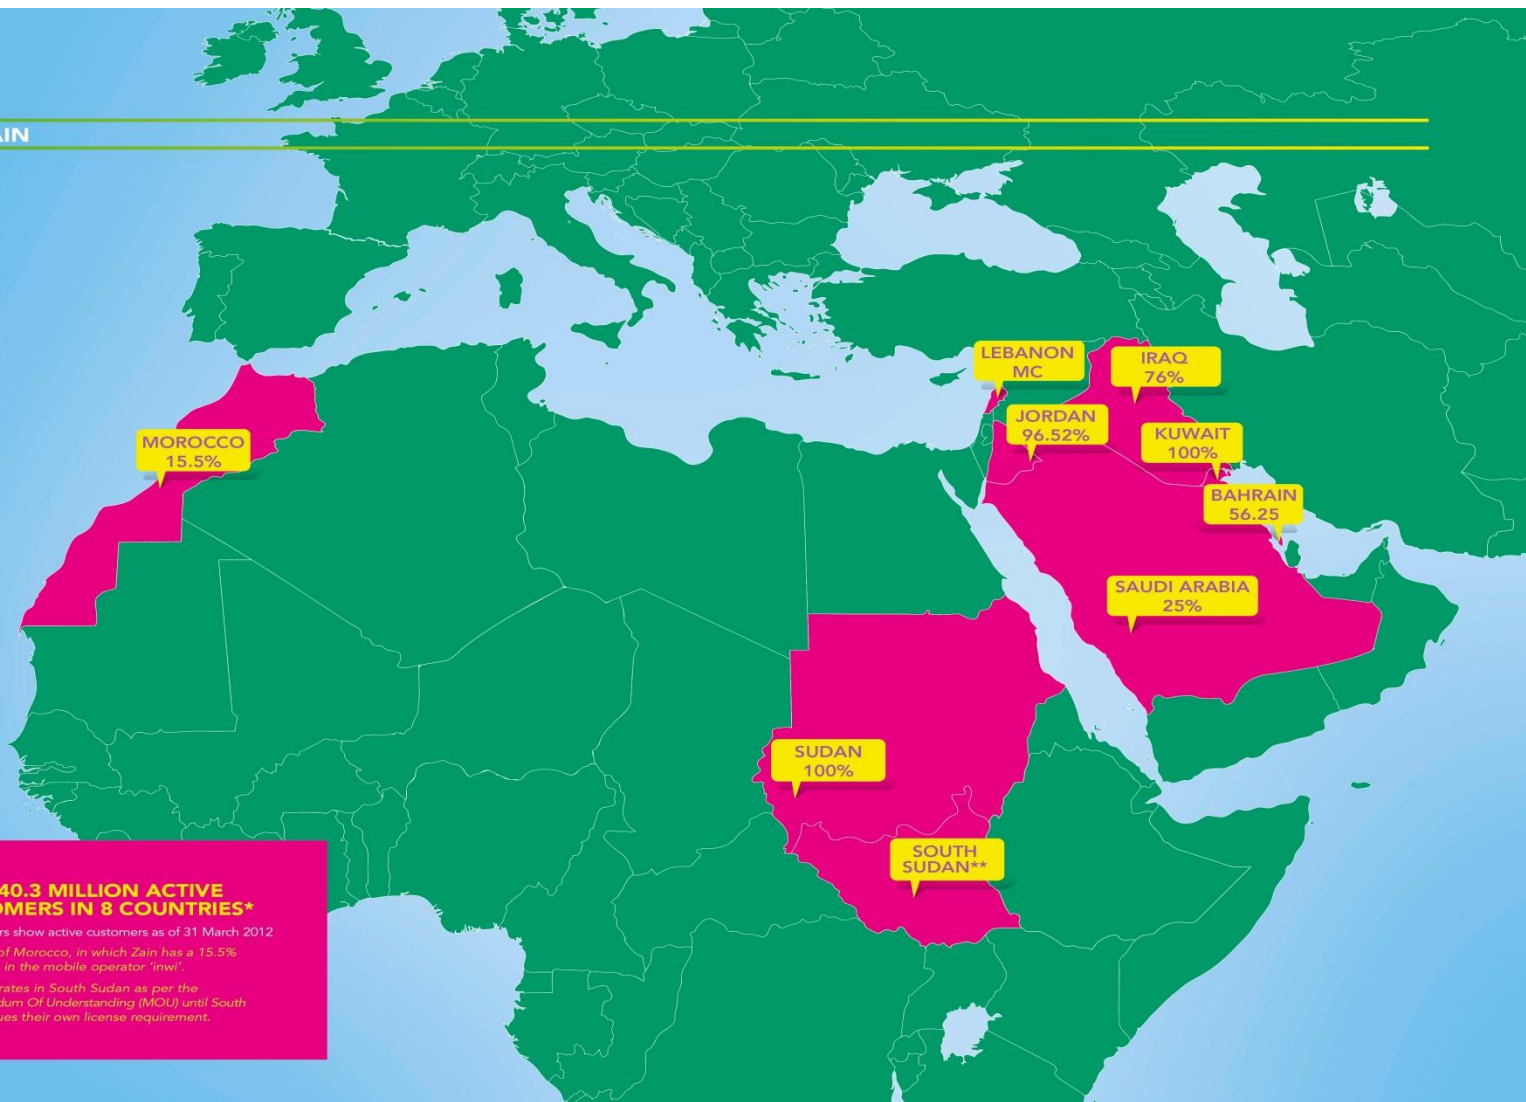 AIN
LEBANON
MC
IRAQ
76%
JORDAN
96.52%
KUWAIT
100%
MOROCCO
15.5%
BAHRAIN
56.25
SAUDI ARABIA
25%
SUDAN
100%
SOUTH
SUDAN**
40.3 MILLION ACTIVE
OMERS IN 8 COUNTRIES*
rs show active customers as of 31 March 2012
of Morocco, in which Zain has a 15.5%
in the mobile operator ‘inwi’.
rates in South Sudan as per the
dum Of Understanding (MOU) until South
ues their own license requirement.